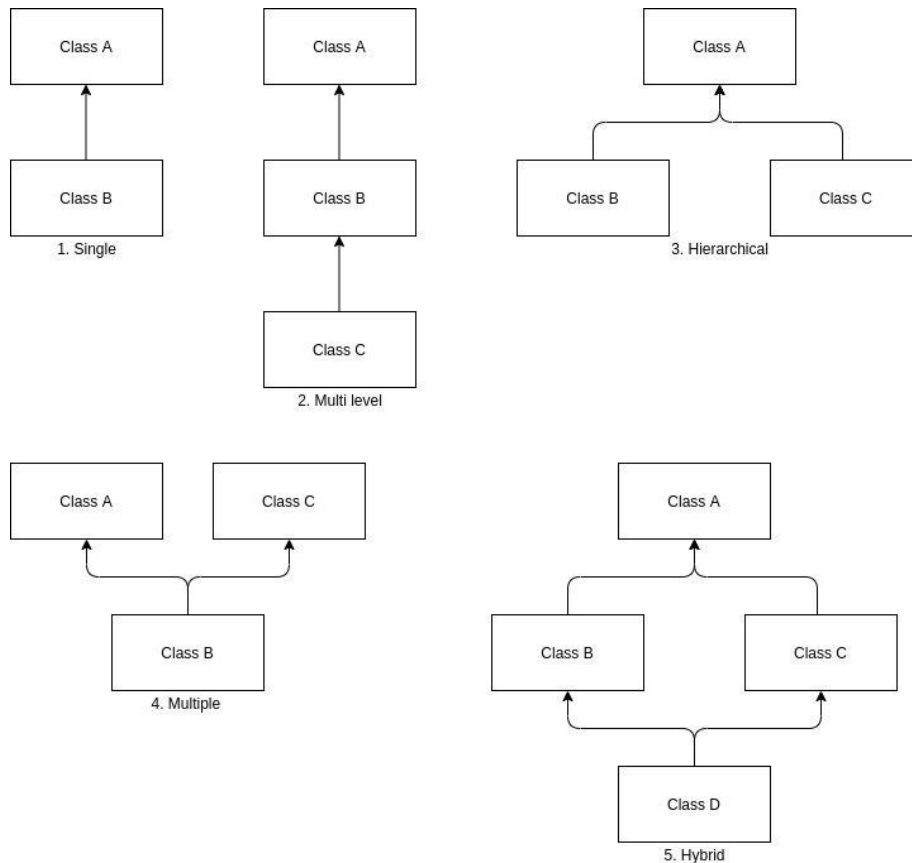 Class A
Class B
1. Single
Class A
Class B
Class C
2. Multi level
Class A
Class B
Class C
3. Hierarchical
Class A
Class C
Class B
4. Multiple
Class A
Class B
Class C
Class D
5. Hybrid